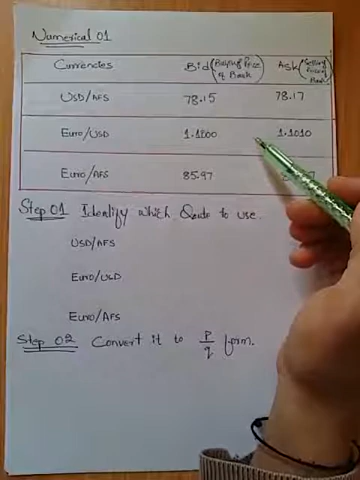 Numerical 01
Currencies Bid (Buying Price of Bank) Ask (Selling Price of Bank)
USD/AFS 78.15 78.17
Euro/USD 1.1000 1.1010
Euro/AFS 85.97
Step 01 Identify which Quote to use.
USD/AFS
Euro/USD
Euro/AFS
Step 02 Convert it to P/q form.